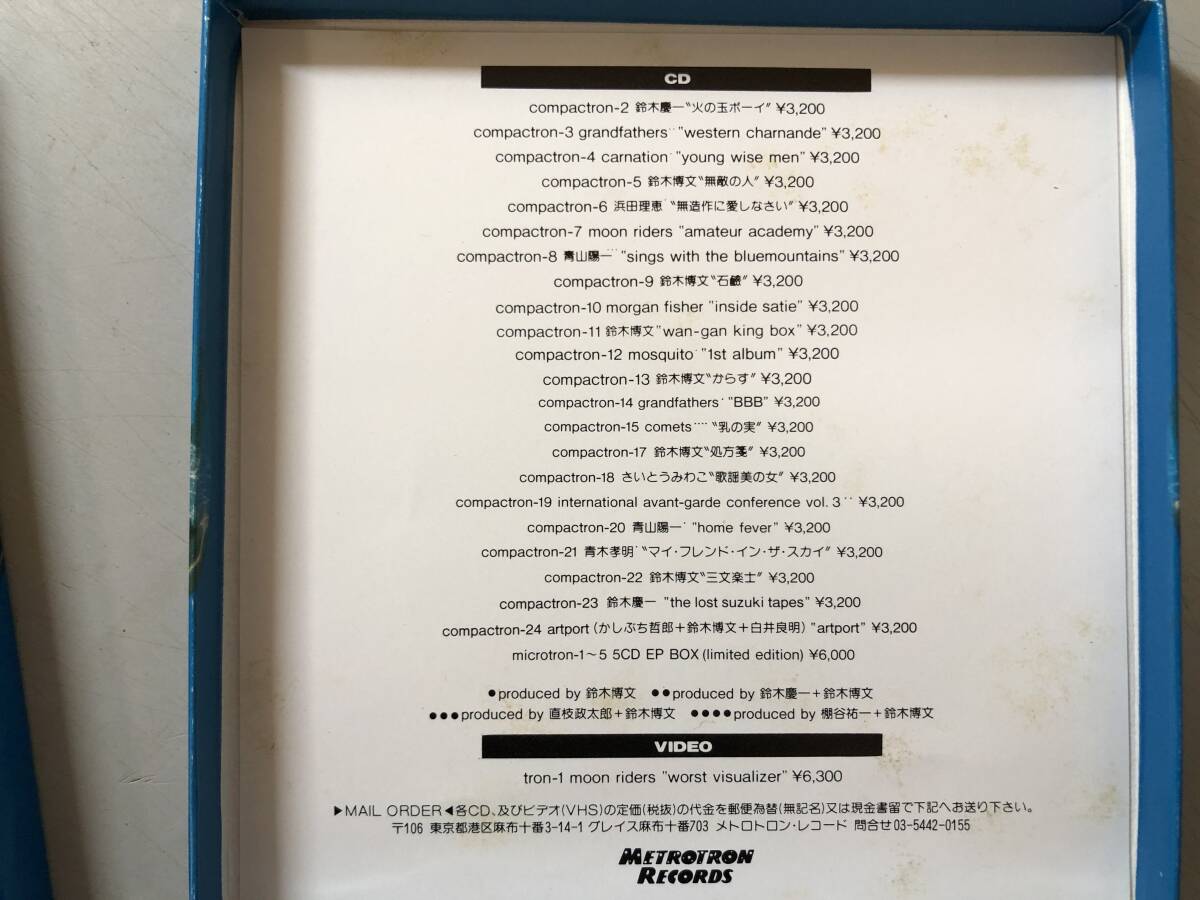 CD
compactron-2 鈴木慶一〝火の玉ボーイ〞¥3,200
compactron-3 grandfathers˙˙"western charnande" ¥3,200
compactron-4 carnation˙"young wise men" ¥3,200
compactron-5 鈴木博文〝無敵の人〞¥3,200
compactron-6 浜田理恵˙〝無造作に愛しなさい〞¥3,200
compactron-7 moon riders "amateur academy" ¥3,200
compactron-8 青山陽一˙˙˙"sings with the bluemountains" ¥3,200
compactron-9 鈴木博文〝石鹼〞¥3,200
compactron-10 morgan fisher "inside satie" ¥3,200
compactron-11 鈴木博文"wan-gan king box" ¥3,200
compactron-12 mosquito˙"1st album" ¥3,200
compactron-13 鈴木博文〝からす〞¥3,200
compactron-14 grandfathers˙"BBB" ¥3,200
compactron-15 comets˙˙˙˙〝乳の実〞¥3,200
compactron-17 鈴木博文〝処方箋〞¥3,200
compactron-18 さいとうみわこ〝歌謡美の女〞¥3,200
compactron-19 international avant-garde conference vol. 3˙˙ ¥3,200
compactron-20 青山陽一˙"home fever" ¥3,200
compactron-21 青木孝明˙〝マイ・フレンド・イン・ザ・スカイ〞¥3,200
compactron-22 鈴木博文〝三文楽士〞¥3,200
compactron-23 鈴木慶一 "the lost suzuki tapes" ¥3,200
compactron-24 artport (かしぶち哲郎＋鈴木博文＋白井良明) "artport" ¥3,200
microtron-1〜5 5CD EP BOX (limited edition) ¥6,000
●produced by 鈴木博文 ●●produced by 鈴木慶一＋鈴木博文
●●●produced by 直枝政太郎＋鈴木博文 ●●●●produced by 棚谷祐一＋鈴木博文
VIDEO
tron-1 moon riders "worst visualizer" ¥6,300
▶MAIL ORDER◀各CD、及びビデオ(VHS)の定価(税抜)の代金を郵便為替(無記名)又は現金書留で下記へお送り下さい。
〒106 東京都港区麻布十番3-14-1 グレイス麻布十番703 メトロトロン・レコード 問合せ03-5442-0155
METROTRON
RECORDS